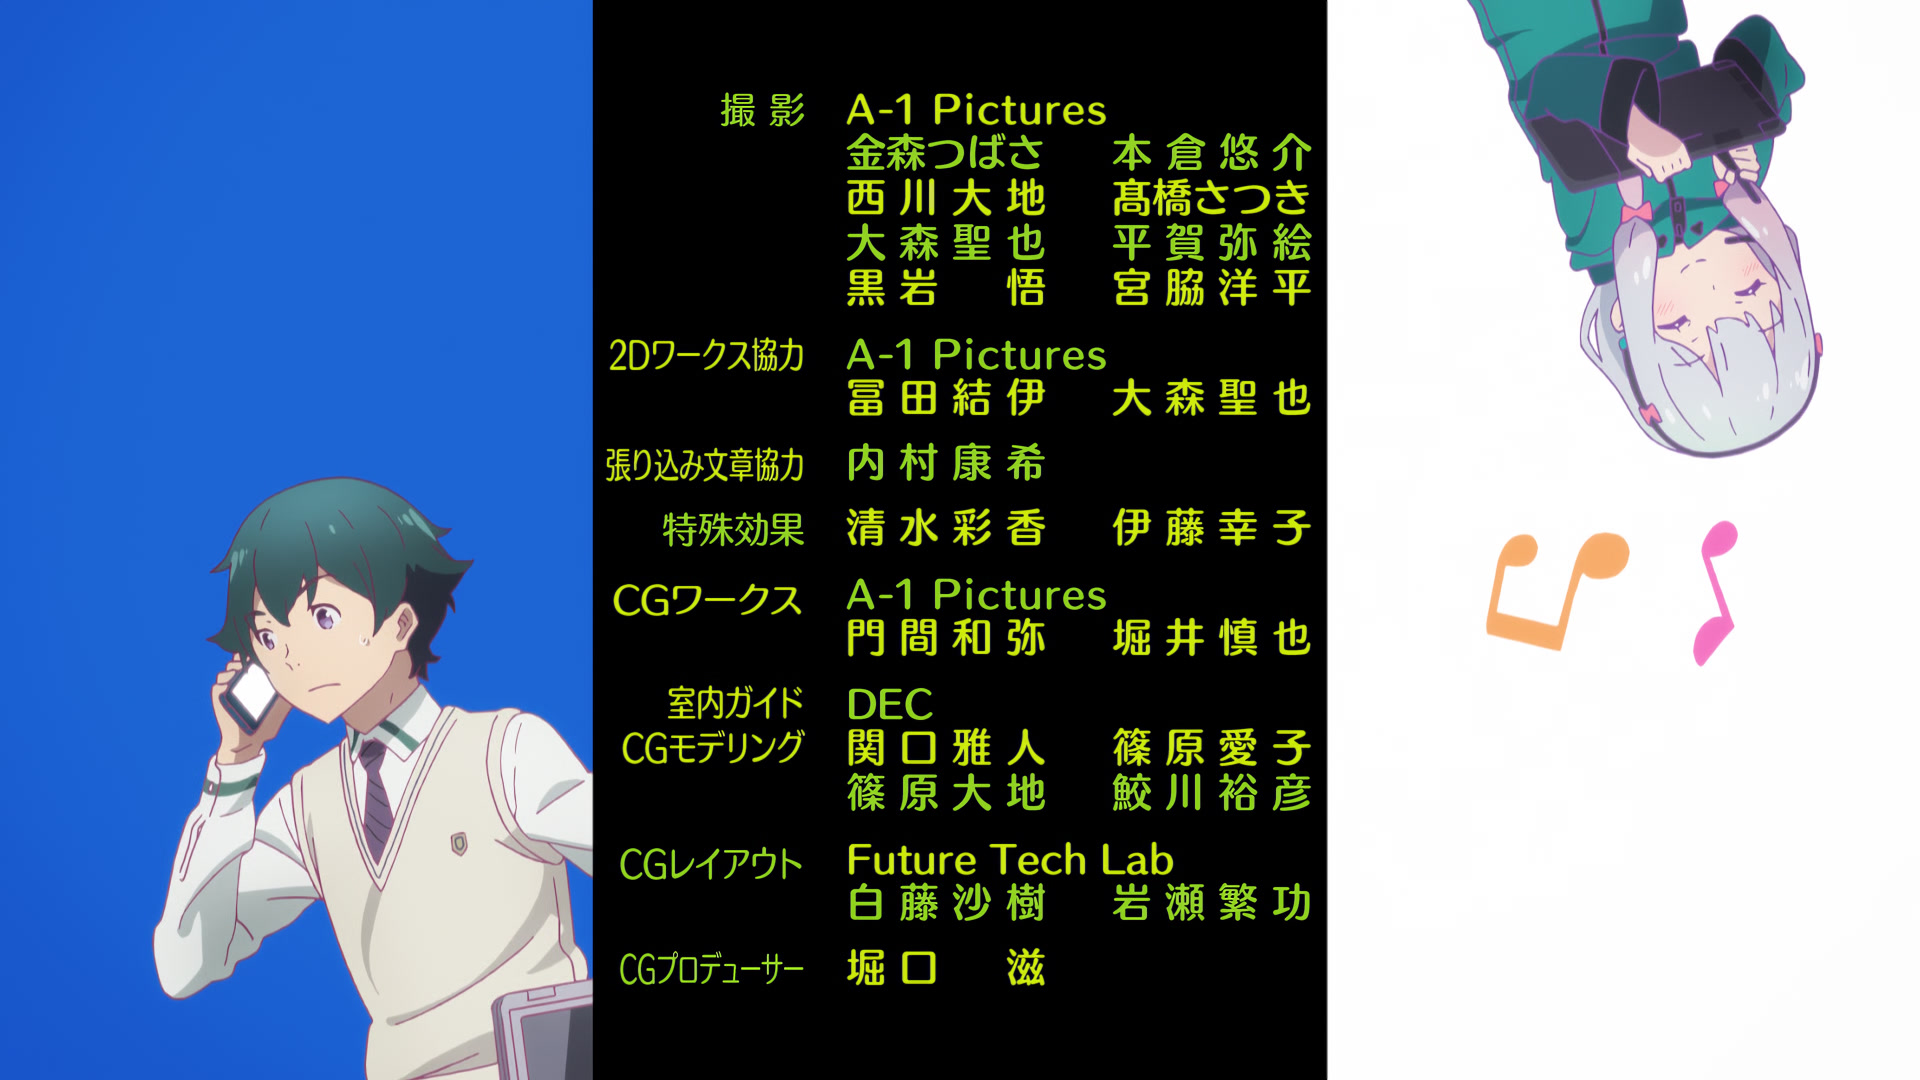 撮影 A-1 Pictures
金森つばさ 本倉悠介
西川大地 髙橋さつき
大森聖也 平賀弥絵
黒岩 悟 宮脇洋平
2Dワークス協力 A-1 Pictures
冨田結伊 大森聖也
張り込み文章協力 内村康希
特殊効果 清水彩香 伊藤幸子
CGワークス A-1 Pictures
門間和弥 堀井慎也
室内ガイド DEC
CGモデリング 関口雅人 篠原愛子
篠原大地 鮫川裕彦
CGレイアウト Future Tech Lab
白藤沙樹 岩瀬繁功
CGプロデューサー 堀口 滋